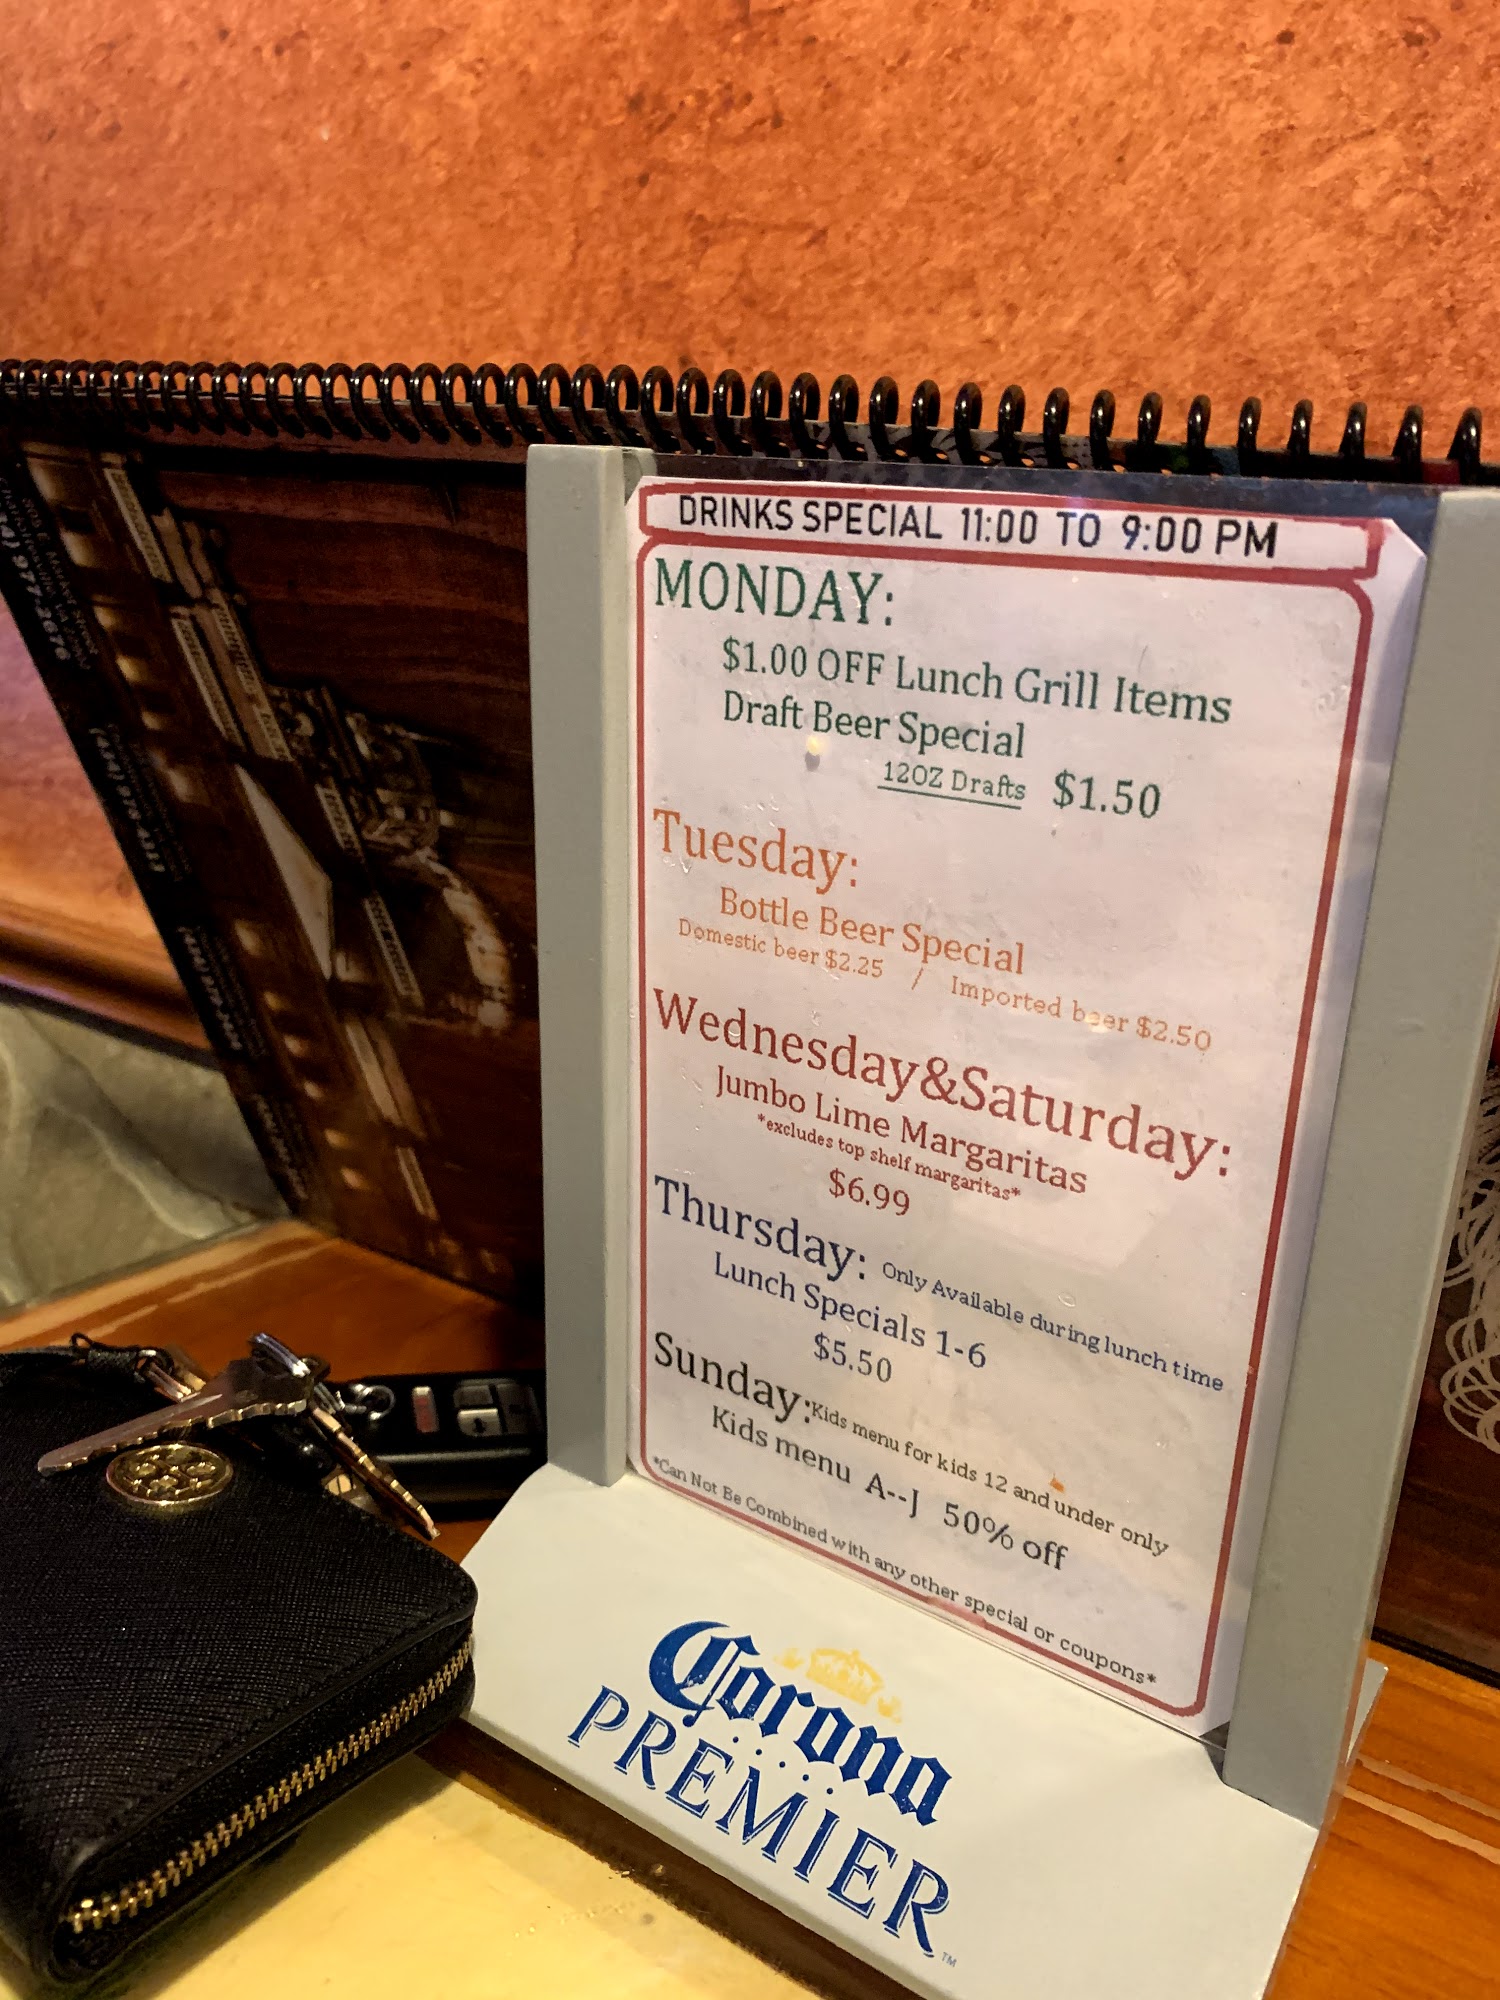 DRINKS SPECIAL 11:00 TO 9:00 PM
MONDAY:
$1.00 OFF Lunch Grill Items
Draft Beer Special
12OZ Drafts $1.50
Tuesday:
Bottle Beer Special
Domestic beer $2.25 / Imported beer $2.50
Wednesday&Saturday:
Jumbo Lime Margaritas
*excludes top shelf margaritas*
$6.99
Thursday: Only Available during lunch time
Lunch Specials 1-6
$5.50
Sunday: Kids menu for kids 12 and under only
Kids menu A--J 50% off
*Can Not Be Combined with any other special or coupons*
Corona
PREMIER
TM